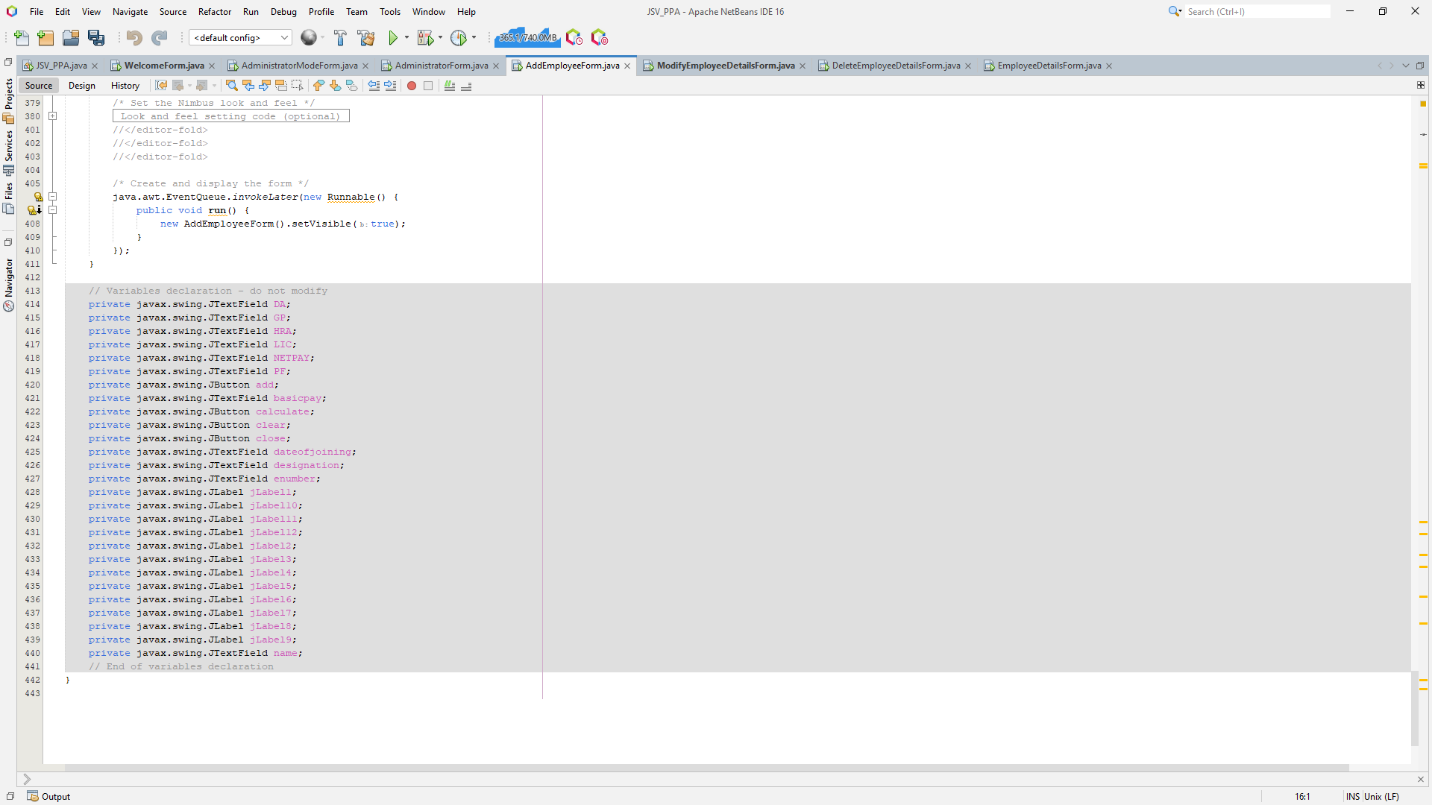 File Edit View Navigate Source Refactor Run Debug Profile Team Tools Window Help
JSV_PPA - Apache NetBeans IDE 16
Search (Ctrl+I)
<default config>
365.1/740.0MB
JSV_PPA.java
WelcomeForm.java
AdministratorModeForm.java
AdministratorForm.java
AddEmployeeForm.java
ModifyEmployeeDetailsForm.java
DeleteEmployeeDetailsForm.java
EmployeeDetailsForm.java
Source Design History
Projects
Services
Files
Navigator
379 /* Set the Nimbus look and feel */
380 Look and feel setting code (optional)
401 //</editor-fold>
402 //</editor-fold>
403 //</editor-fold>
404
405 /* Create and display the form */
java.awt.EventQueue.invokeLater(new Runnable() {
public void run() {
408 new AddEmployeeForm().setVisible(b: true);
409 }
410 });
411 }
412
413 // Variables declaration - do not modify
414 private javax.swing.JTextField DA;
415 private javax.swing.JTextField GP;
416 private javax.swing.JTextField HRA;
417 private javax.swing.JTextField LIC;
418 private javax.swing.JTextField NETPAY;
419 private javax.swing.JTextField PF;
420 private javax.swing.JButton add;
421 private javax.swing.JTextField basicpay;
422 private javax.swing.JButton calculate;
423 private javax.swing.JButton clear;
424 private javax.swing.JButton close;
425 private javax.swing.JTextField dateofjoining;
426 private javax.swing.JTextField designation;
427 private javax.swing.JTextField enumber;
428 private javax.swing.JLabel jLabel1;
429 private javax.swing.JLabel jLabel10;
430 private javax.swing.JLabel jLabel11;
431 private javax.swing.JLabel jLabel12;
432 private javax.swing.JLabel jLabel2;
433 private javax.swing.JLabel jLabel3;
434 private javax.swing.JLabel jLabel4;
435 private javax.swing.JLabel jLabel5;
436 private javax.swing.JLabel jLabel6;
437 private javax.swing.JLabel jLabel7;
438 private javax.swing.JLabel jLabel8;
439 private javax.swing.JLabel jLabel9;
440 private javax.swing.JTextField name;
441 // End of variables declaration
442 }
443
Output
16:1 INS Unix (LF)